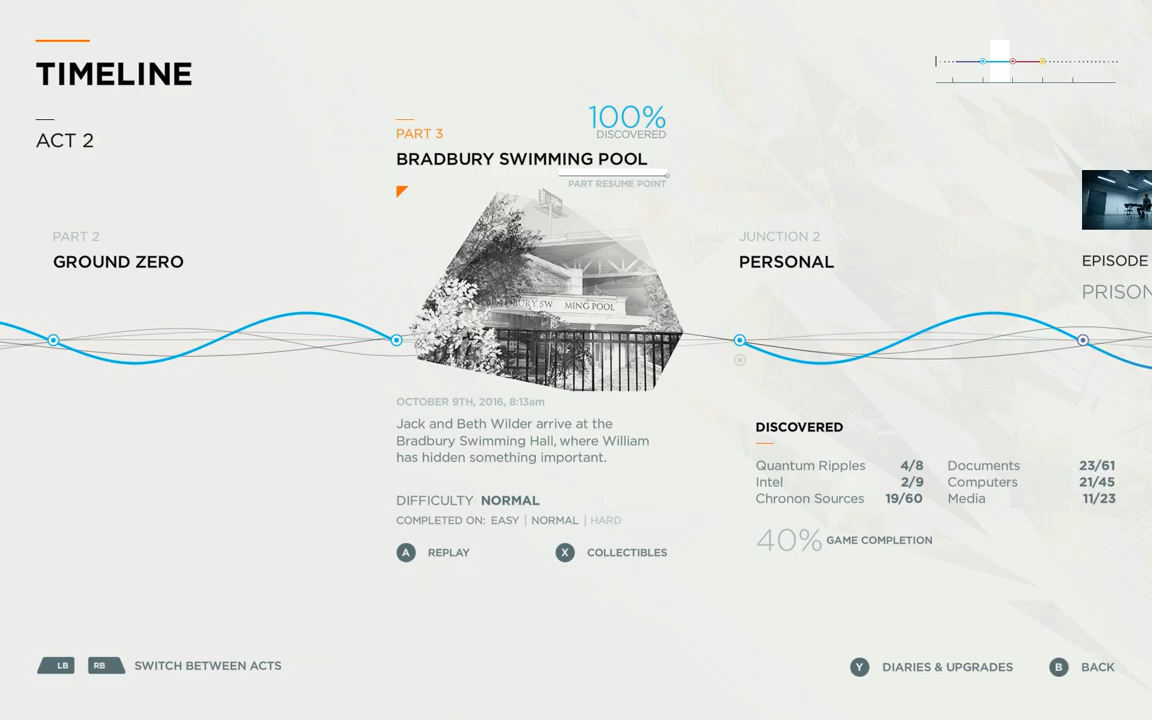 TIMELINE
ACT 2
PART 3
100%
DISCOVERED
BRADBURY SWIMMING POOL
PART RESUME POINT
PART 2
GROUND ZERO
BRADBURY SW MING POOL
JUNCTION 2
PERSONAL
EPISODE
PRISON
OCTOBER 9TH, 2016, 8:13am
Jack and Beth Wilder arrive at the
Bradbury Swimming Hall, where William
has hidden something important.
DIFFICULTY NORMAL
COMPLETED ON: EASY | NORMAL | HARD
A REPLAY X COLLECTIBLES
DISCOVERED
Quantum Ripples 4/8 Documents 23/61
Intel 2/9 Computers 21/45
Chronon Sources 19/60 Media 11/23
40% GAME COMPLETION
LB RB SWITCH BETWEEN ACTS
Y DIARIES & UPGRADES B BACK